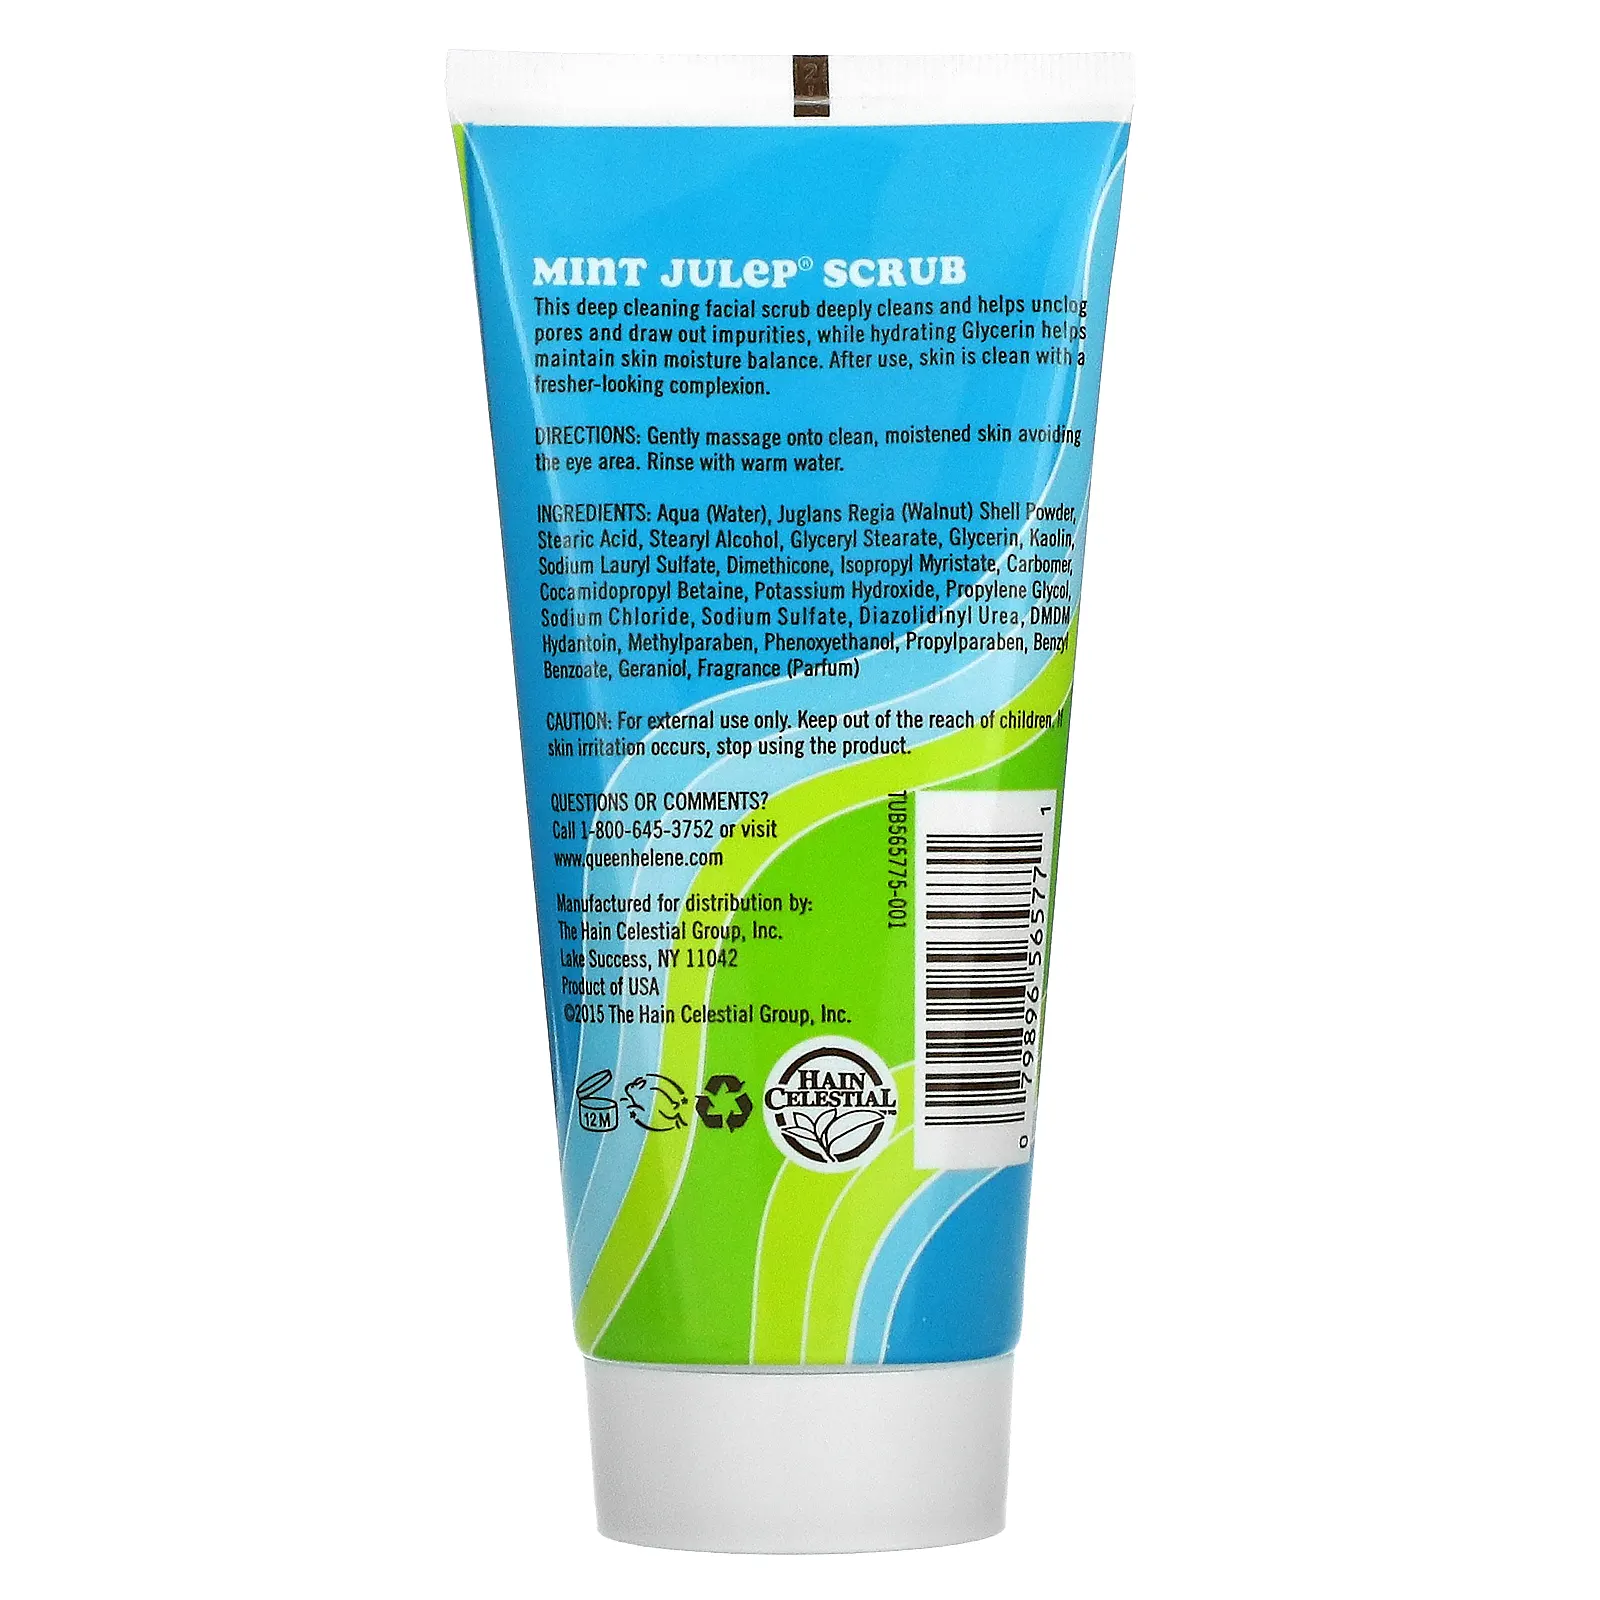 MINT JULEP® SCRUB
This deep cleaning facial scrub deeply cleans and helps unclog
pores and draw out impurities, while hydrating Glycerin helps
maintain skin moisture balance. After use, skin is clean with a
fresher-looking complexion.
DIRECTIONS: Gently massage onto clean, moistened skin avoiding
the eye area. Rinse with warm water.
INGREDIENTS: Aqua (Water), Juglans Regia (Walnut) Shell Powder,
Stearic Acid, Stearyl Alcohol, Glyceryl Stearate, Glycerin, Kaolin,
Sodium Lauryl Sulfate, Dimethicone, Isopropyl Myristate, Carbomer,
Cocamidopropyl Betaine, Potassium Hydroxide, Propylene Glycol,
Sodium Chloride, Sodium Sulfate, Diazolidinyl Urea, DMDM
Hydantoin, Methylparaben, Phenoxyethanol, Propylparaben, Benzyl
Benzoate, Geraniol, Fragrance (Parfum)
CAUTION: For external use only. Keep out of the reach of children. If
skin irritation occurs, stop using the product.
QUESTIONS OR COMMENTS?
Call 1-800-645-3752 or visit
www.queenhelene.com
Manufactured for distribution by:
The Hain Celestial Group, Inc.
Lake Success, NY 11042
Product of USA
©2015 The Hain Celestial Group, Inc.
12M
HAIN
CELESTIAL™
TUB565775-001
0 79896 56577 1